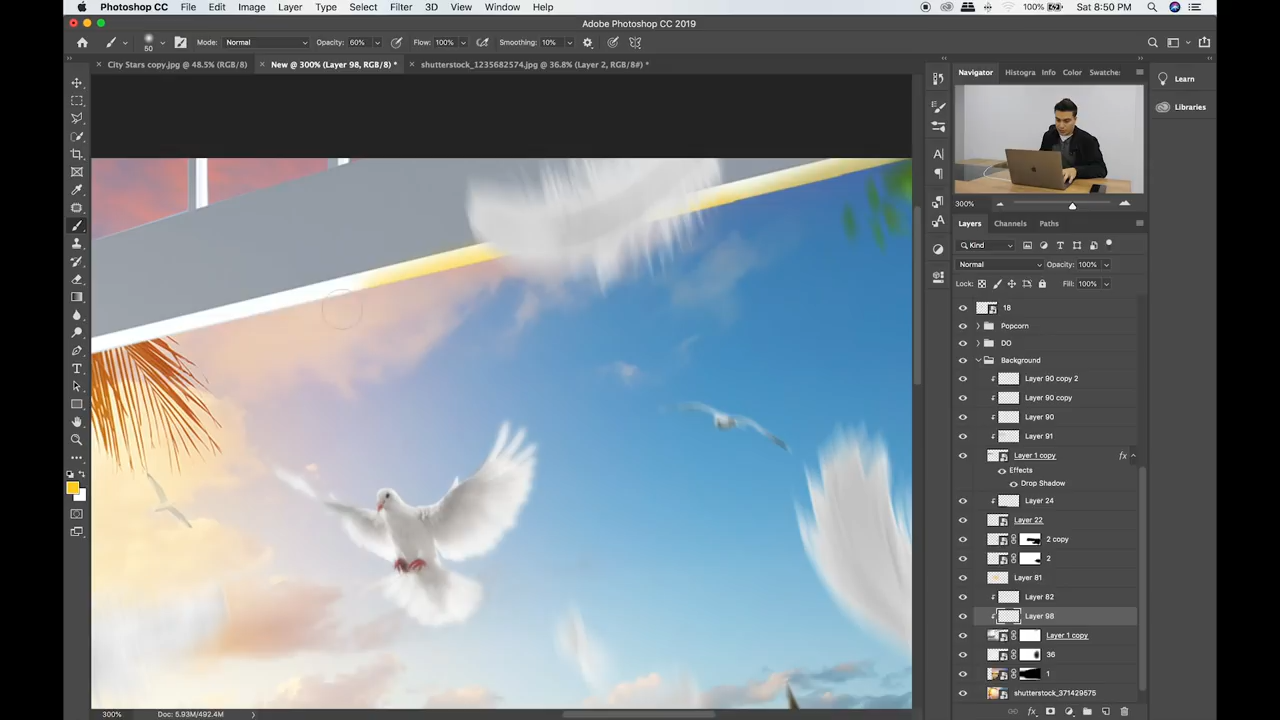 Photoshop CC File Edit Image Layer Type Select Filter 3D View Window Help 100% Sat 8:50 PM
Adobe Photoshop CC 2019
50 Mode: Normal Opacity: 60% Flow: 100% Smoothing: 10%
City Stars copy.jpg @ 48.5% (RGB/8) New @ 300% (Layer 98, RGB/8) * shutterstock_1235682574.jpg @ 36.8% (Layer 2, RGB/8#) *
Navigator Histogra Info Color Swatche:
Learn
Libraries
300%
Layers Channels Paths
Kind
Normal Opacity: 100%
Lock: Fill: 100%
18
Popcorn
DO
Background
Layer 90 copy 2
Layer 90 copy
Layer 90
Layer 91
Layer 1 copy fx
Effects
Drop Shadow
Layer 24
Layer 22
2 copy
2
Layer 81
Layer 82
Layer 98
Layer 1 copy
36
1
shutterstock_371429575
300% Doc: 5.93M/492.4M
fx